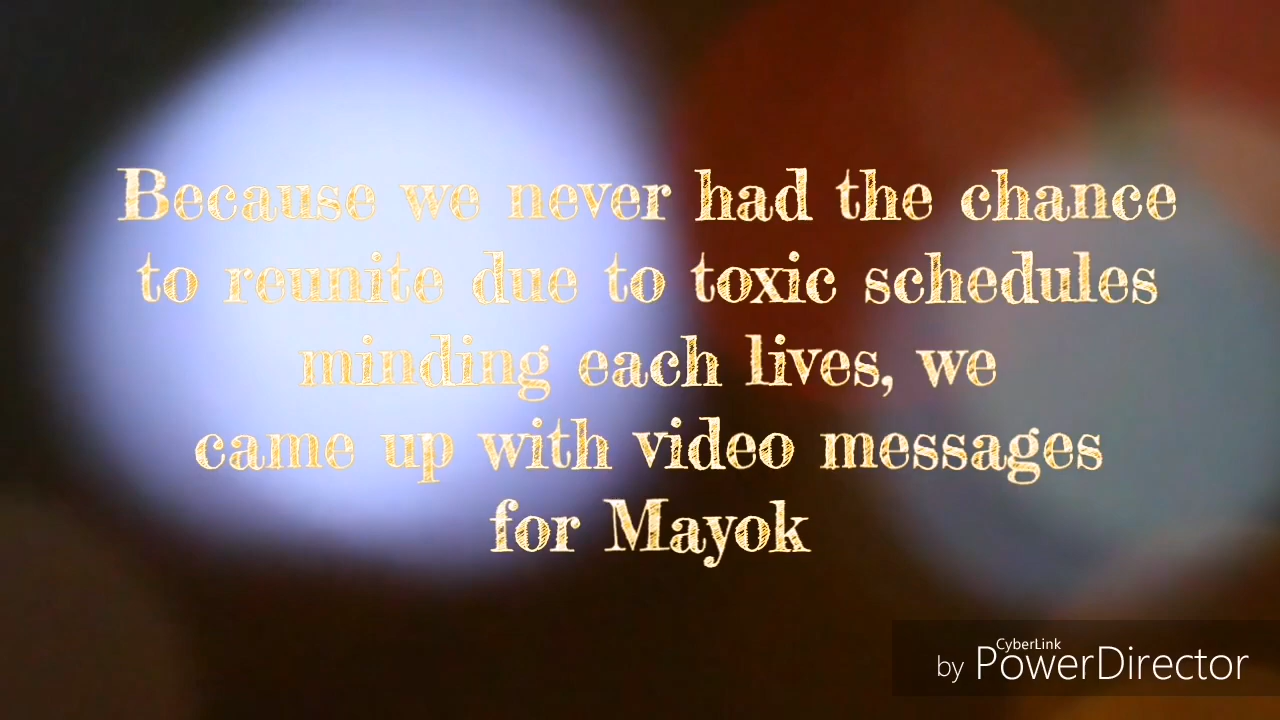 Because we never had the chance
to reunite due to toxic schedules
minding each lives, we
came up with video messages
for Mayok
CyberLink
by PowerDirector